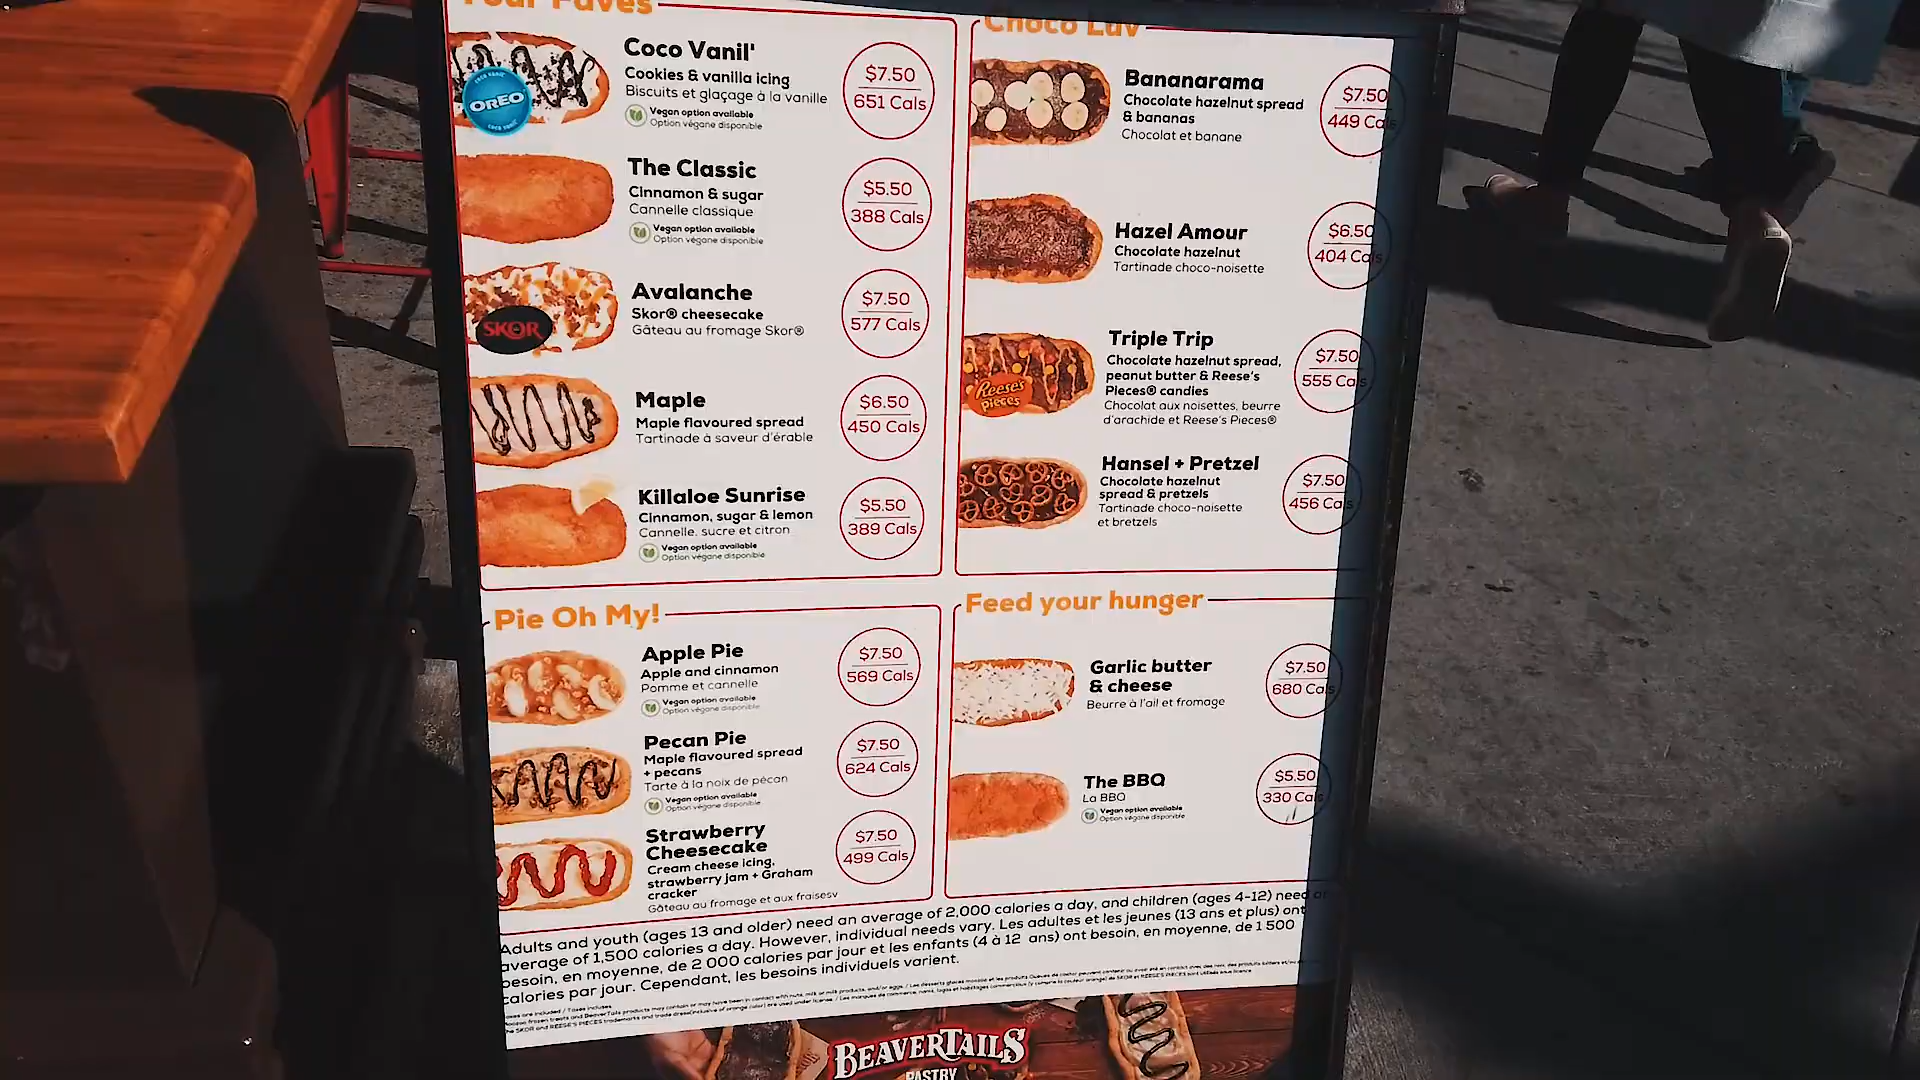 Your Faves
Coco Vanil'
Cookies & vanilla icing
Biscuits et glaçage à la vanille
Vegan option available
Option végane disponible
$7.50
651 Cals
coco vanil'
OREO
coco vanil'
The Classic
Cinnamon & sugar
Cannelle classique
Vegan option available
Option végane disponible
$5.50
388 Cals
Avalanche
Skor® cheesecake
Gâteau au fromage Skor®
$7.50
577 Cals
SKOR
Maple
Maple flavoured spread
Tartinade à saveur d'érable
$6.50
450 Cals
Killaloe Sunrise
Cinnamon, sugar & lemon
Cannelle, sucre et citron
Vegan option available
Option végane disponible
$5.50
389 Cals
Choco Luv
Bananarama
Chocolate hazelnut spread
& bananas
Chocolat et banane
$7.50
449 Cals
Hazel Amour
Chocolate hazelnut
Tartinade choco-noisette
$6.50
404 Cals
Triple Trip
Chocolate hazelnut spread,
peanut butter & Reese's
Pieces® candies
Chocolat aux noisettes, beurre
d'arachide et Reese's Pieces®
$7.50
555 Cals
Reese's
pieces
Hansel + Pretzel
Chocolate hazelnut
spread & pretzels
Tartinade choco-noisette
et bretzels
$7.50
456 Cals
Pie Oh My!
Apple Pie
Apple and cinnamon
Pomme et cannelle
Vegan option available
Option végane disponible
$7.50
569 Cals
Pecan Pie
Maple flavoured spread
+ pecans
Tarte à la noix de pécan
Vegan option available
Option végane disponible
$7.50
624 Cals
Strawberry
Cheesecake
Cream cheese icing,
strawberry jam + Graham
cracker
Gâteau au fromage et aux fraisesv
$7.50
499 Cals
Feed your hunger
Garlic butter
& cheese
Beurre à l'ail et fromage
$7.50
680 Cals
The BBQ
La BBQ
Vegan option available
Option végane disponible
$5.50
330 Cals
Adults and youth (ages 13 and older) need an average of 2,000 calories a day, and children (ages 4-12) need an
average of 1,500 calories a day. However, individual needs vary. Les adultes et les jeunes (13 ans et plus) ont
besoin, en moyenne, de 2 000 calories par jour et les enfants (4 à 12 ans) ont besoin, en moyenne, de 1 500
calories par jour. Cependant, les besoins individuels varient.
BEAVERTAILS
PASTRY